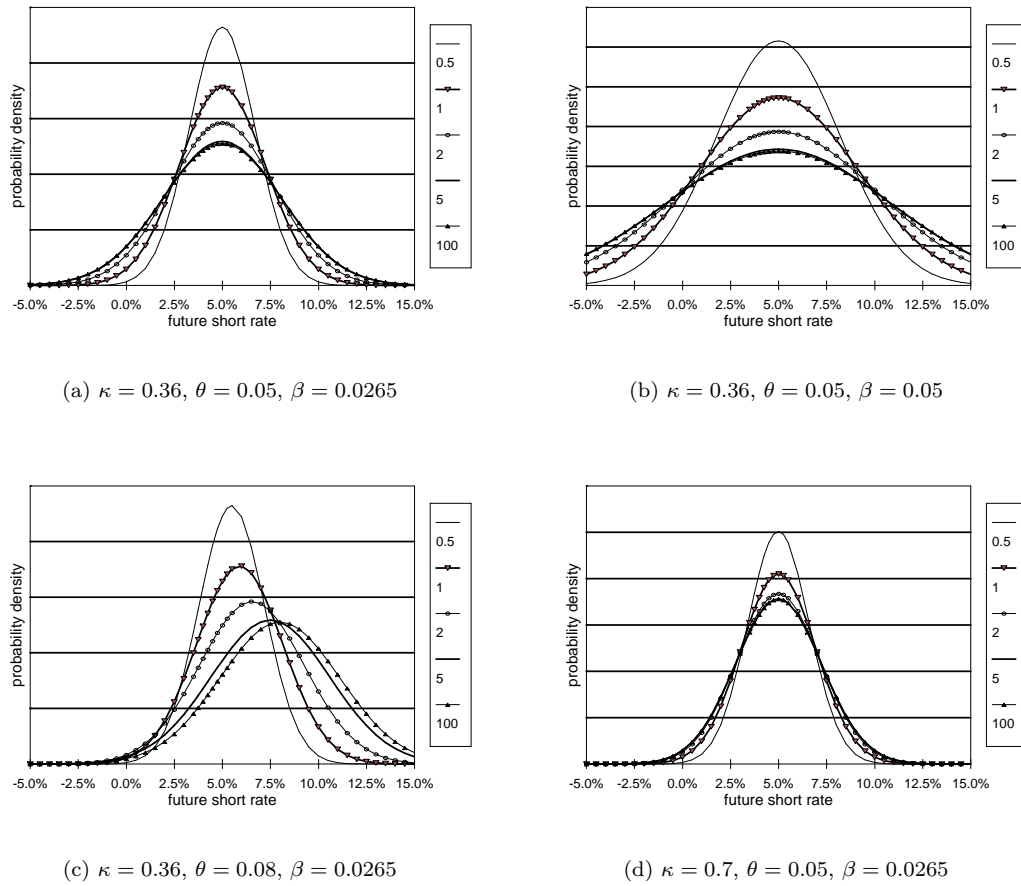 probability density
0.5
1
2
5
100
-5.0% -2.5% 0.0% 2.5% 5.0% 7.5% 10.0% 12.5% 15.0%
future short rate
(a) κ = 0.36, θ = 0.05, β = 0.0265
probability density
0.5
1
2
5
100
-5.0% -2.5% 0.0% 2.5% 5.0% 7.5% 10.0% 12.5% 15.0%
future short rate
(b) κ = 0.36, θ = 0.05, β = 0.05
probability density
0.5
1
2
5
100
-5.0% -2.5% 0.0% 2.5% 5.0% 7.5% 10.0% 12.5% 15.0%
future short rate
(c) κ = 0.36, θ = 0.08, β = 0.0265
probability density
0.5
1
2
5
100
-5.0% -2.5% 0.0% 2.5% 5.0% 7.5% 10.0% 12.5% 15.0%
future short rate
(d) κ = 0.7, θ = 0.05, β = 0.0265